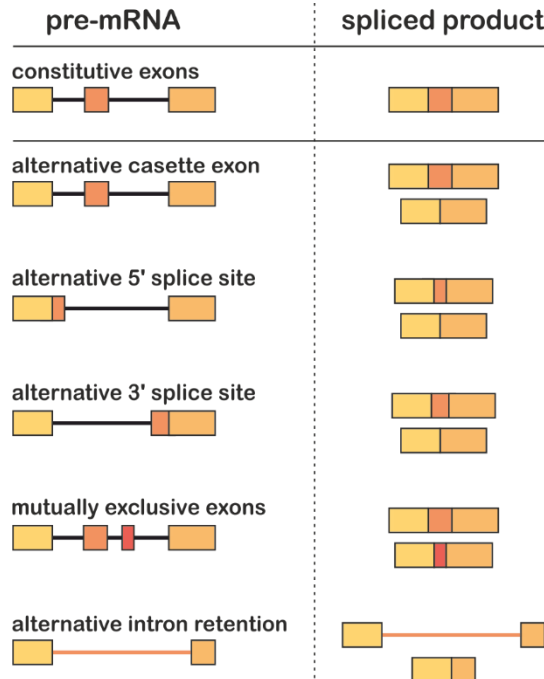 pre-mRNA
spliced product
constitutive exons
alternative casette exon
alternative 5' splice site
alternative 3' splice site
mutually exclusive exons
alternative intron retention